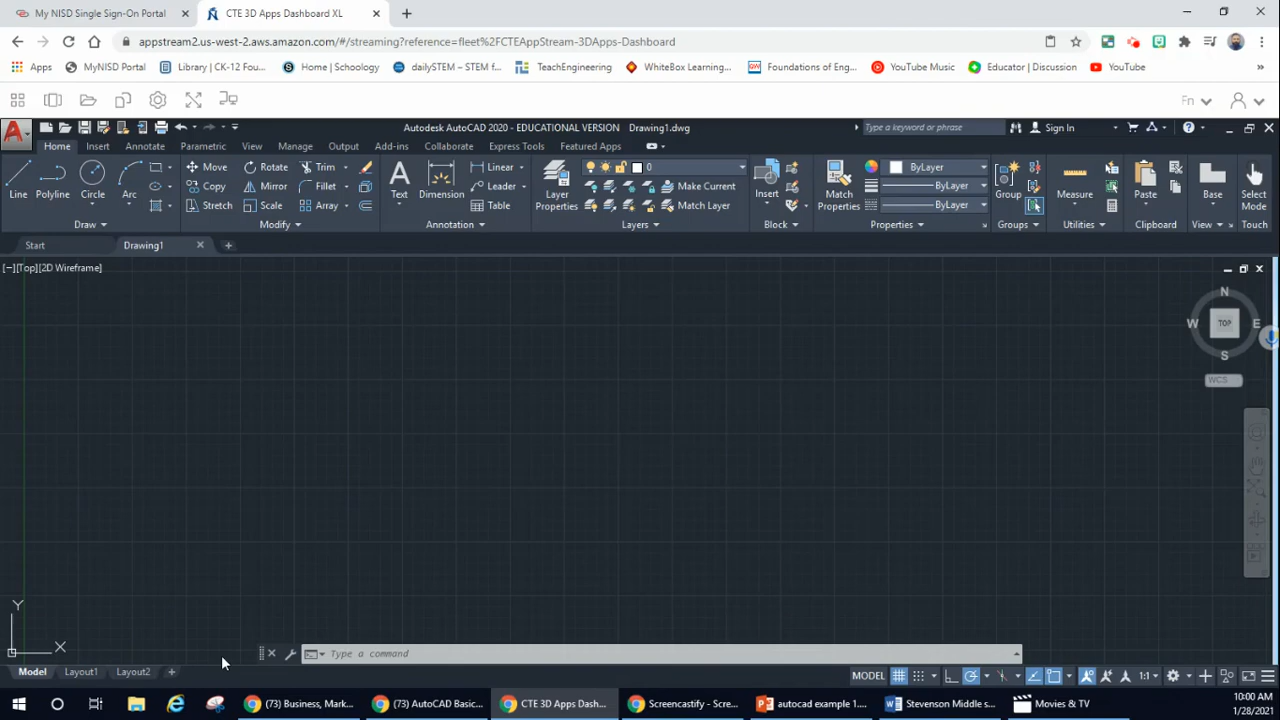 My NISD Single Sign-On Portal
CTE 3D Apps Dashboard XL
appstream2.us-west-2.aws.amazon.com/#/streaming?reference=fleet%2FCTEAppStream-3DApps-Dashboard
Apps MyNISD Portal Library | CK-12 Fou... Home | Schoology dailySTEM – STEM f... TeachEngineering WhiteBox Learning... Foundations of Eng... YouTube Music Educator | Discussion YouTube
Fn
Autodesk AutoCAD 2020 - EDUCATIONAL VERSION Drawing1.dwg Type a keyword or phrase Sign In
Home Insert Annotate Parametric View Manage Output Add-ins Collaborate Express Tools Featured Apps
Move Rotate Trim Linear 0 ByLayer
Line Polyline Circle Arc Copy Mirror Fillet Text Dimension Leader Layer Properties Make Current Insert Match Properties ByLayer Group Measure Paste Base Select Mode
Stretch Scale Array Table Match Layer ByLayer
Draw Modify Annotation Layers Block Properties Groups Utilities Clipboard View Touch
Start Drawing1
[−][Top][2D Wireframe]
N
W TOP E
S
WCS
Y
X
Type a command
Model Layout1 Layout2
MODEL 1:1
(73) Business, Mark... (73) AutoCAD Basic... CTE 3D Apps Dash... Screencastify - Scre... autocad example 1.... Stevenson Middle s... Movies & TV
10:00 AM
1/28/2021